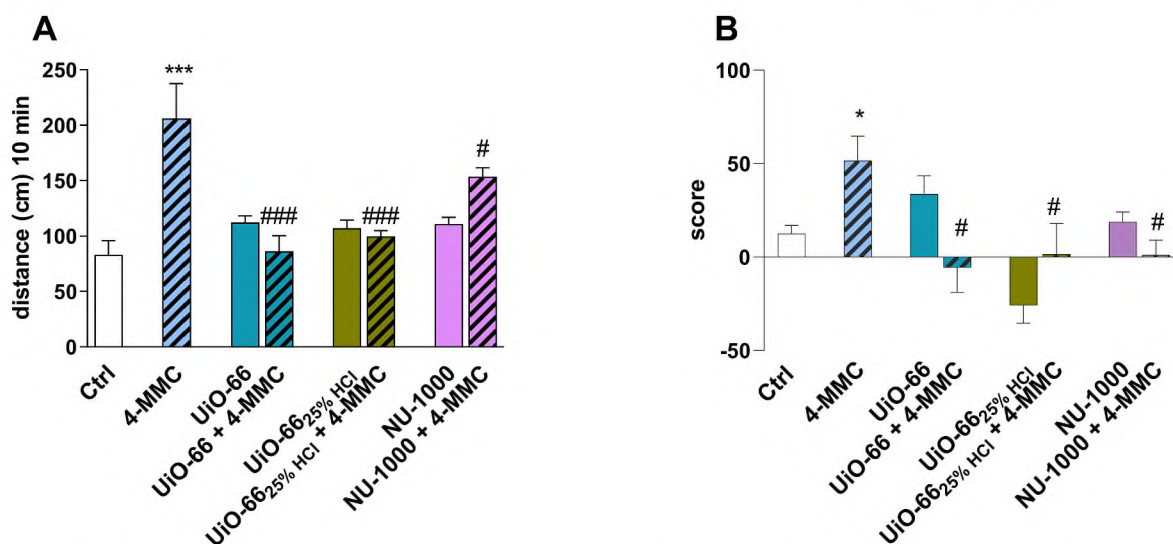 A
distance (cm) 10 min
250
200
150
100
50
0
***
###
###
#
Ctrl
4-MMC
UiO-66
UiO-66 + 4-MMC
UiO-66₂₅% HCl
UiO-66₂₅% HCl + 4-MMC
NU-1000
NU-1000 + 4-MMC
B
score
100
50
0
-50
*
#
#
#
Ctrl
4-MMC
UiO-66
UiO-66 + 4-MMC
UiO-66₂₅% HCl
UiO-66₂₅% HCl + 4-MMC
NU-1000
NU-1000 + 4-MMC